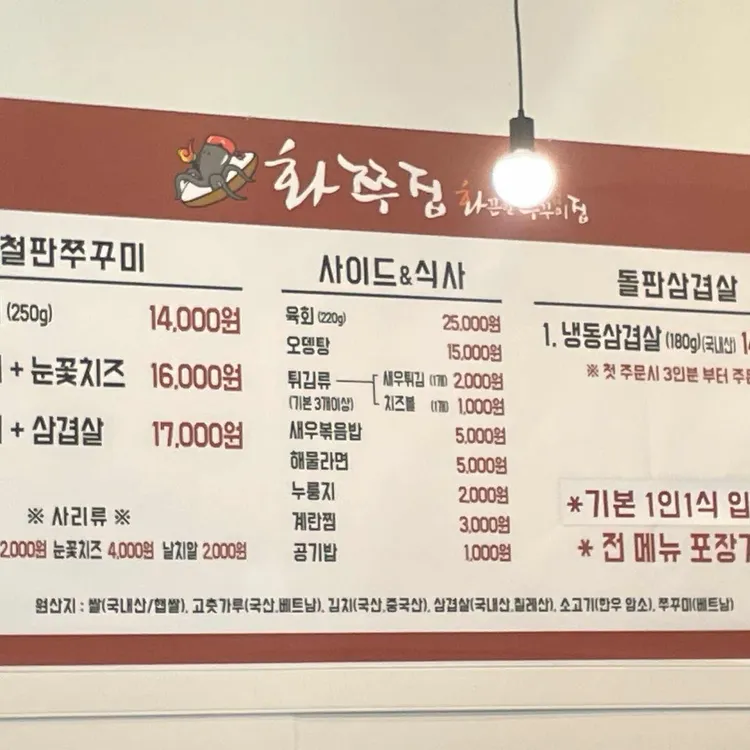 화쭈점
철판쭈꾸미
(250g) 14,000원
+ 눈꽃치즈 16,000원
+ 삼겹살 17,000원
※ 사리류 ※
2,000원 눈꽃치즈 4,000원 날치알 2,000원
사이드&식사
육회 (220g) 25,000원
오뎅탕 15,000원
튀김류 새우튀김 (1개) 2,000원
(기본 3개이상) 치즈볼 (1개) 1,000원
새우볶음밥 5,000원
해물라면 5,000원
누룽지 2,000원
계란찜 3,000원
공기밥 1,000원
돌판삼겹살
1. 냉동삼겹살 (180g)(국내산)
※ 첫 주문시 3인분 부터
*기본 1인1식
* 전 메뉴
원산지 : 쌀(국내산/햅쌀), 고춧가루(국산,베트남), 김치(국산,중국산), 삼겹살(국내산,칠레산), 소고기(한우 암소), 쭈꾸미(베트남)